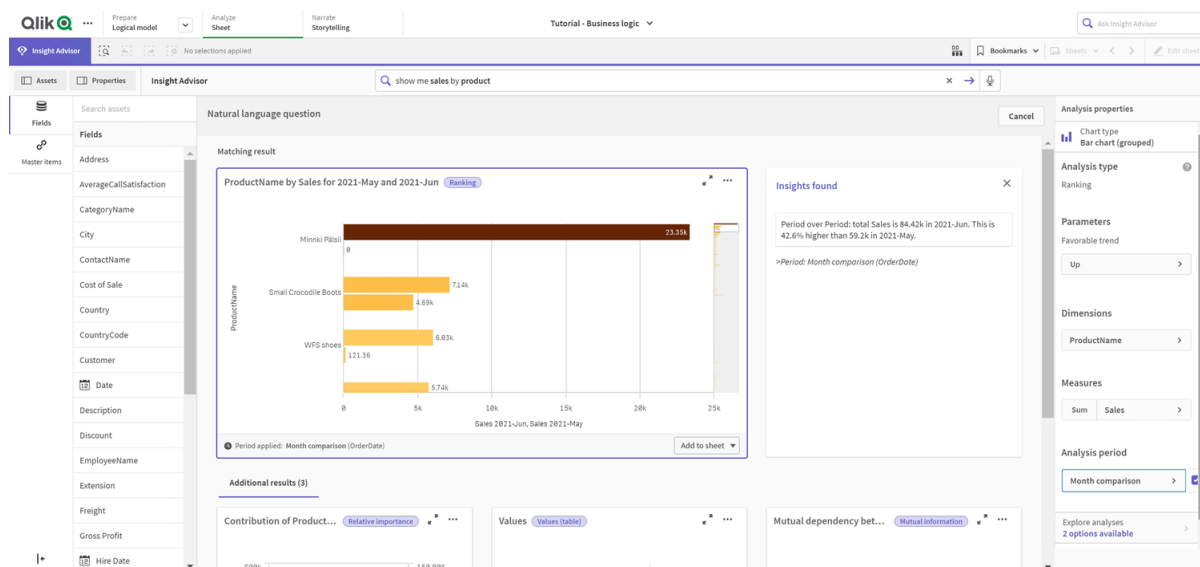 Qlik
Prepare
Logical model
Analyze
Sheet
Narrate
Storytelling
Tutorial - Business logic
Ask Insight Advisor
Insight Advisor
No selections applied
Bookmarks
Sheets
Edit sheet
Assets
Properties
Insight Advisor
show me sales by product
Fields
Master items
Search assets
Fields
Address
AverageCallSatisfaction
CategoryName
City
ContactName
Cost of Sale
Country
CountryCode
Customer
Date
Description
Discount
EmployeeName
Extension
Freight
Gross Profit
Hire Date
Natural language question
Cancel
Matching result
ProductName by Sales for 2021-May and 2021-Jun
Ranking
ProductName
Minnki Pälsii
23.35k
0
Small Crocodile Boots
7.14k
4.69k
WFS shoes
6.03k
121.36
5.74k
0
5k
10k
15k
20k
25k
Sales 2021-Jun, Sales 2021-May
Period applied: Month comparison (OrderDate)
Add to sheet
Insights found
Period over Period: total Sales is 84.42k in 2021-Jun. This is
42.6% higher than 59.2k in 2021-May.
>Period: Month comparison (OrderDate)
Additional results (3)
Contribution of Product...
Relative importance
Values
Values (table)
Mutual dependency bet...
Mutual information
Analysis properties
Chart type
Bar chart (grouped)
Analysis type
Ranking
Parameters
Favorable trend
Up
Dimensions
ProductName
Measures
Sum
Sales
Analysis period
Month comparison
Explore analyses
2 options available